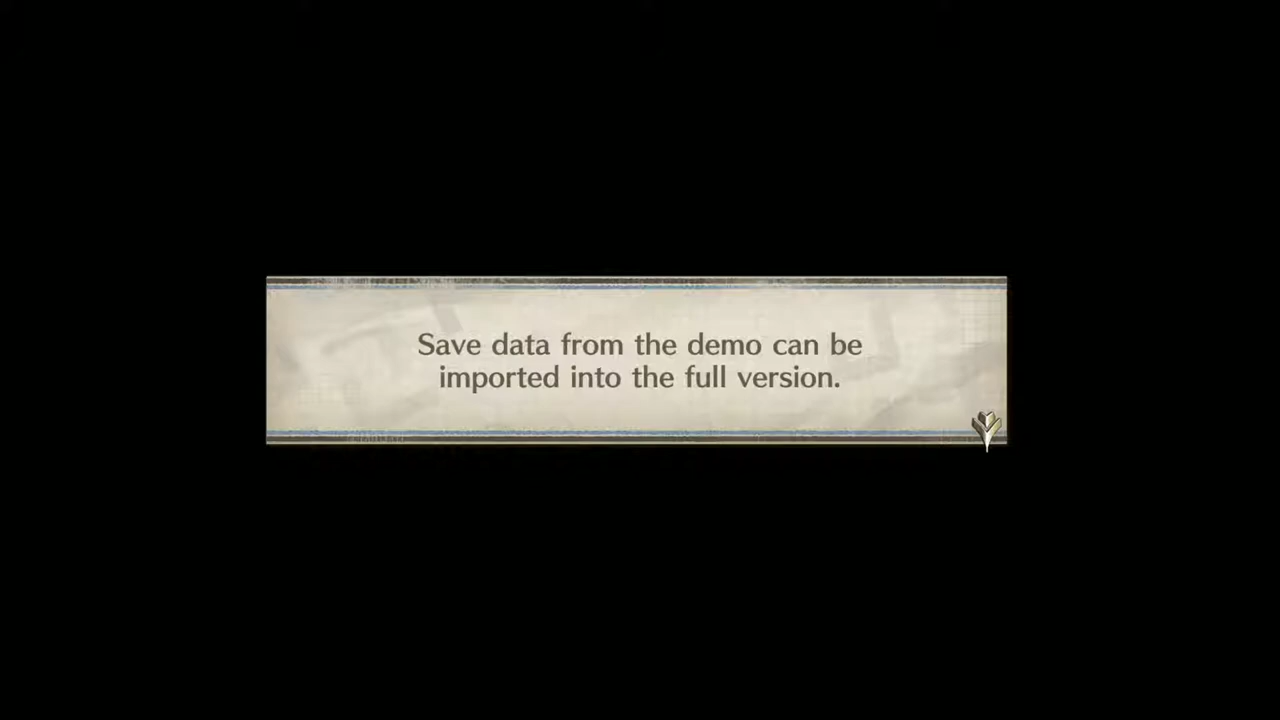 Save data from the demo can be
imported into the full version.